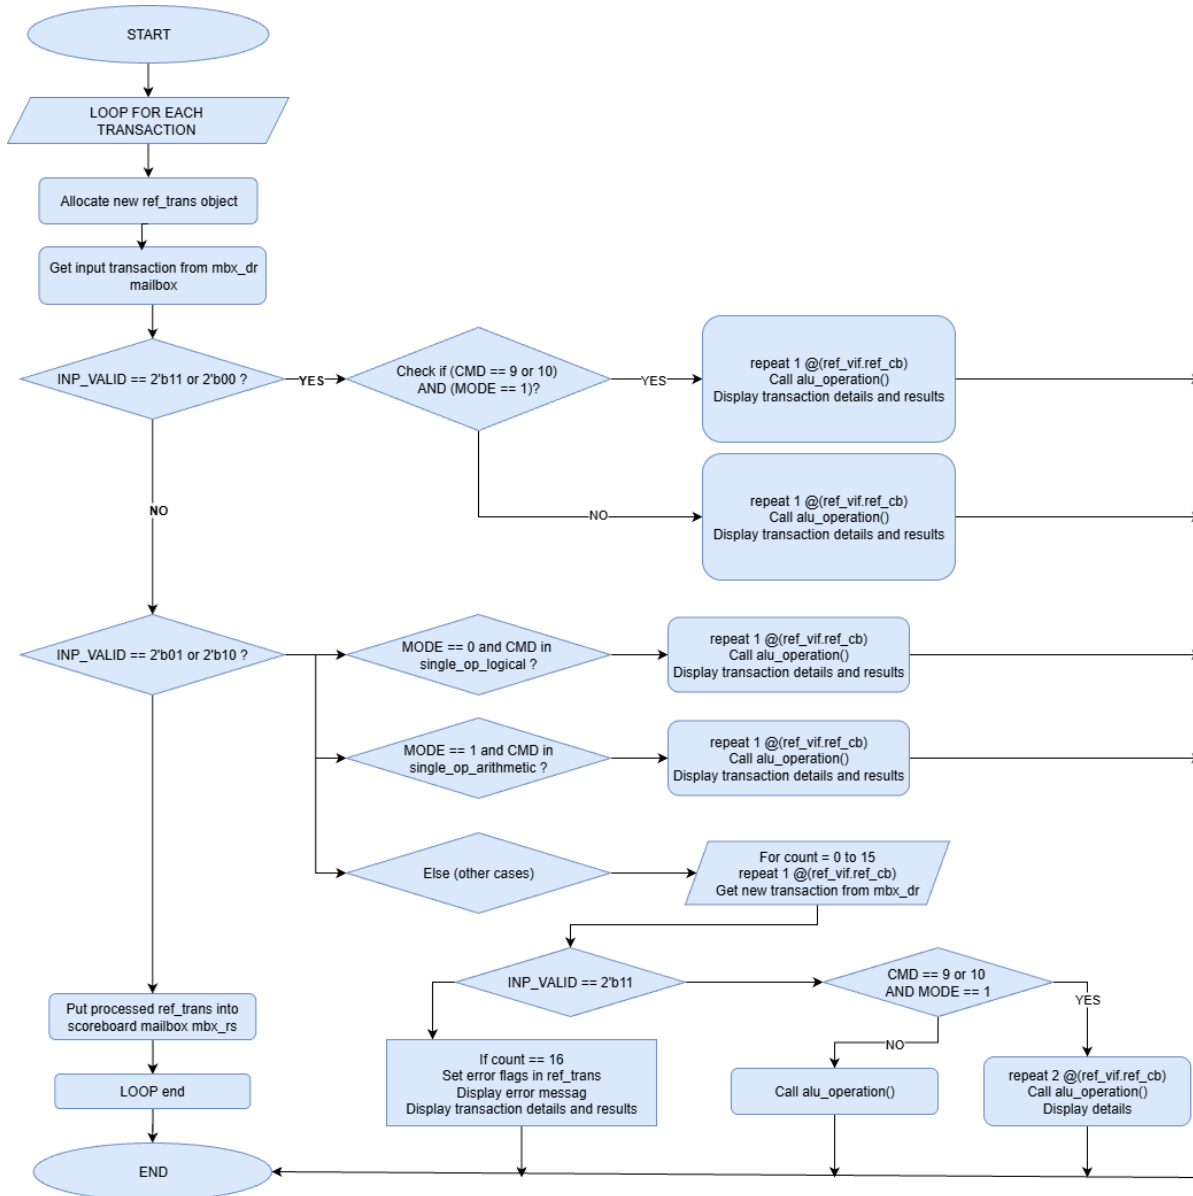 START
LOOP FOR EACH
TRANSACTION
Allocate new ref_trans object
Get input transaction from mbx_dr
mailbox
INP_VALID == 2'b11 or 2'b00 ?
YES
Check if (CMD == 9 or 10)
AND (MODE == 1)?
YES
repeat 1 @(ref_vif.ref_cb)
Call alu_operation()
Display transaction details and results
NO
repeat 1 @(ref_vif.ref_cb)
Call alu_operation()
Display transaction details and results
NO
INP_VALID == 2'b01 or 2'b10 ?
MODE == 0 and CMD in
single_op_logical ?
repeat 1 @(ref_vif.ref_cb)
Call alu_operation()
Display transaction details and results
MODE == 1 and CMD in
single_op_arithmetic ?
repeat 1 @(ref_vif.ref_cb)
Call alu_operation()
Display transaction details and results
Else (other cases)
For count = 0 to 15
repeat 1 @(ref_vif.ref_cb)
Get new transaction from mbx_dr
INP_VALID == 2'b11
CMD == 9 or 10
AND MODE == 1
YES
NO
If count == 16
Set error flags in ref_trans
Display error messag
Display transaction details and results
Call alu_operation()
repeat 2 @(ref_vif.ref_cb)
Call alu_operation()
Display details
Put processed ref_trans into
scoreboard mailbox mbx_rs
LOOP end
END